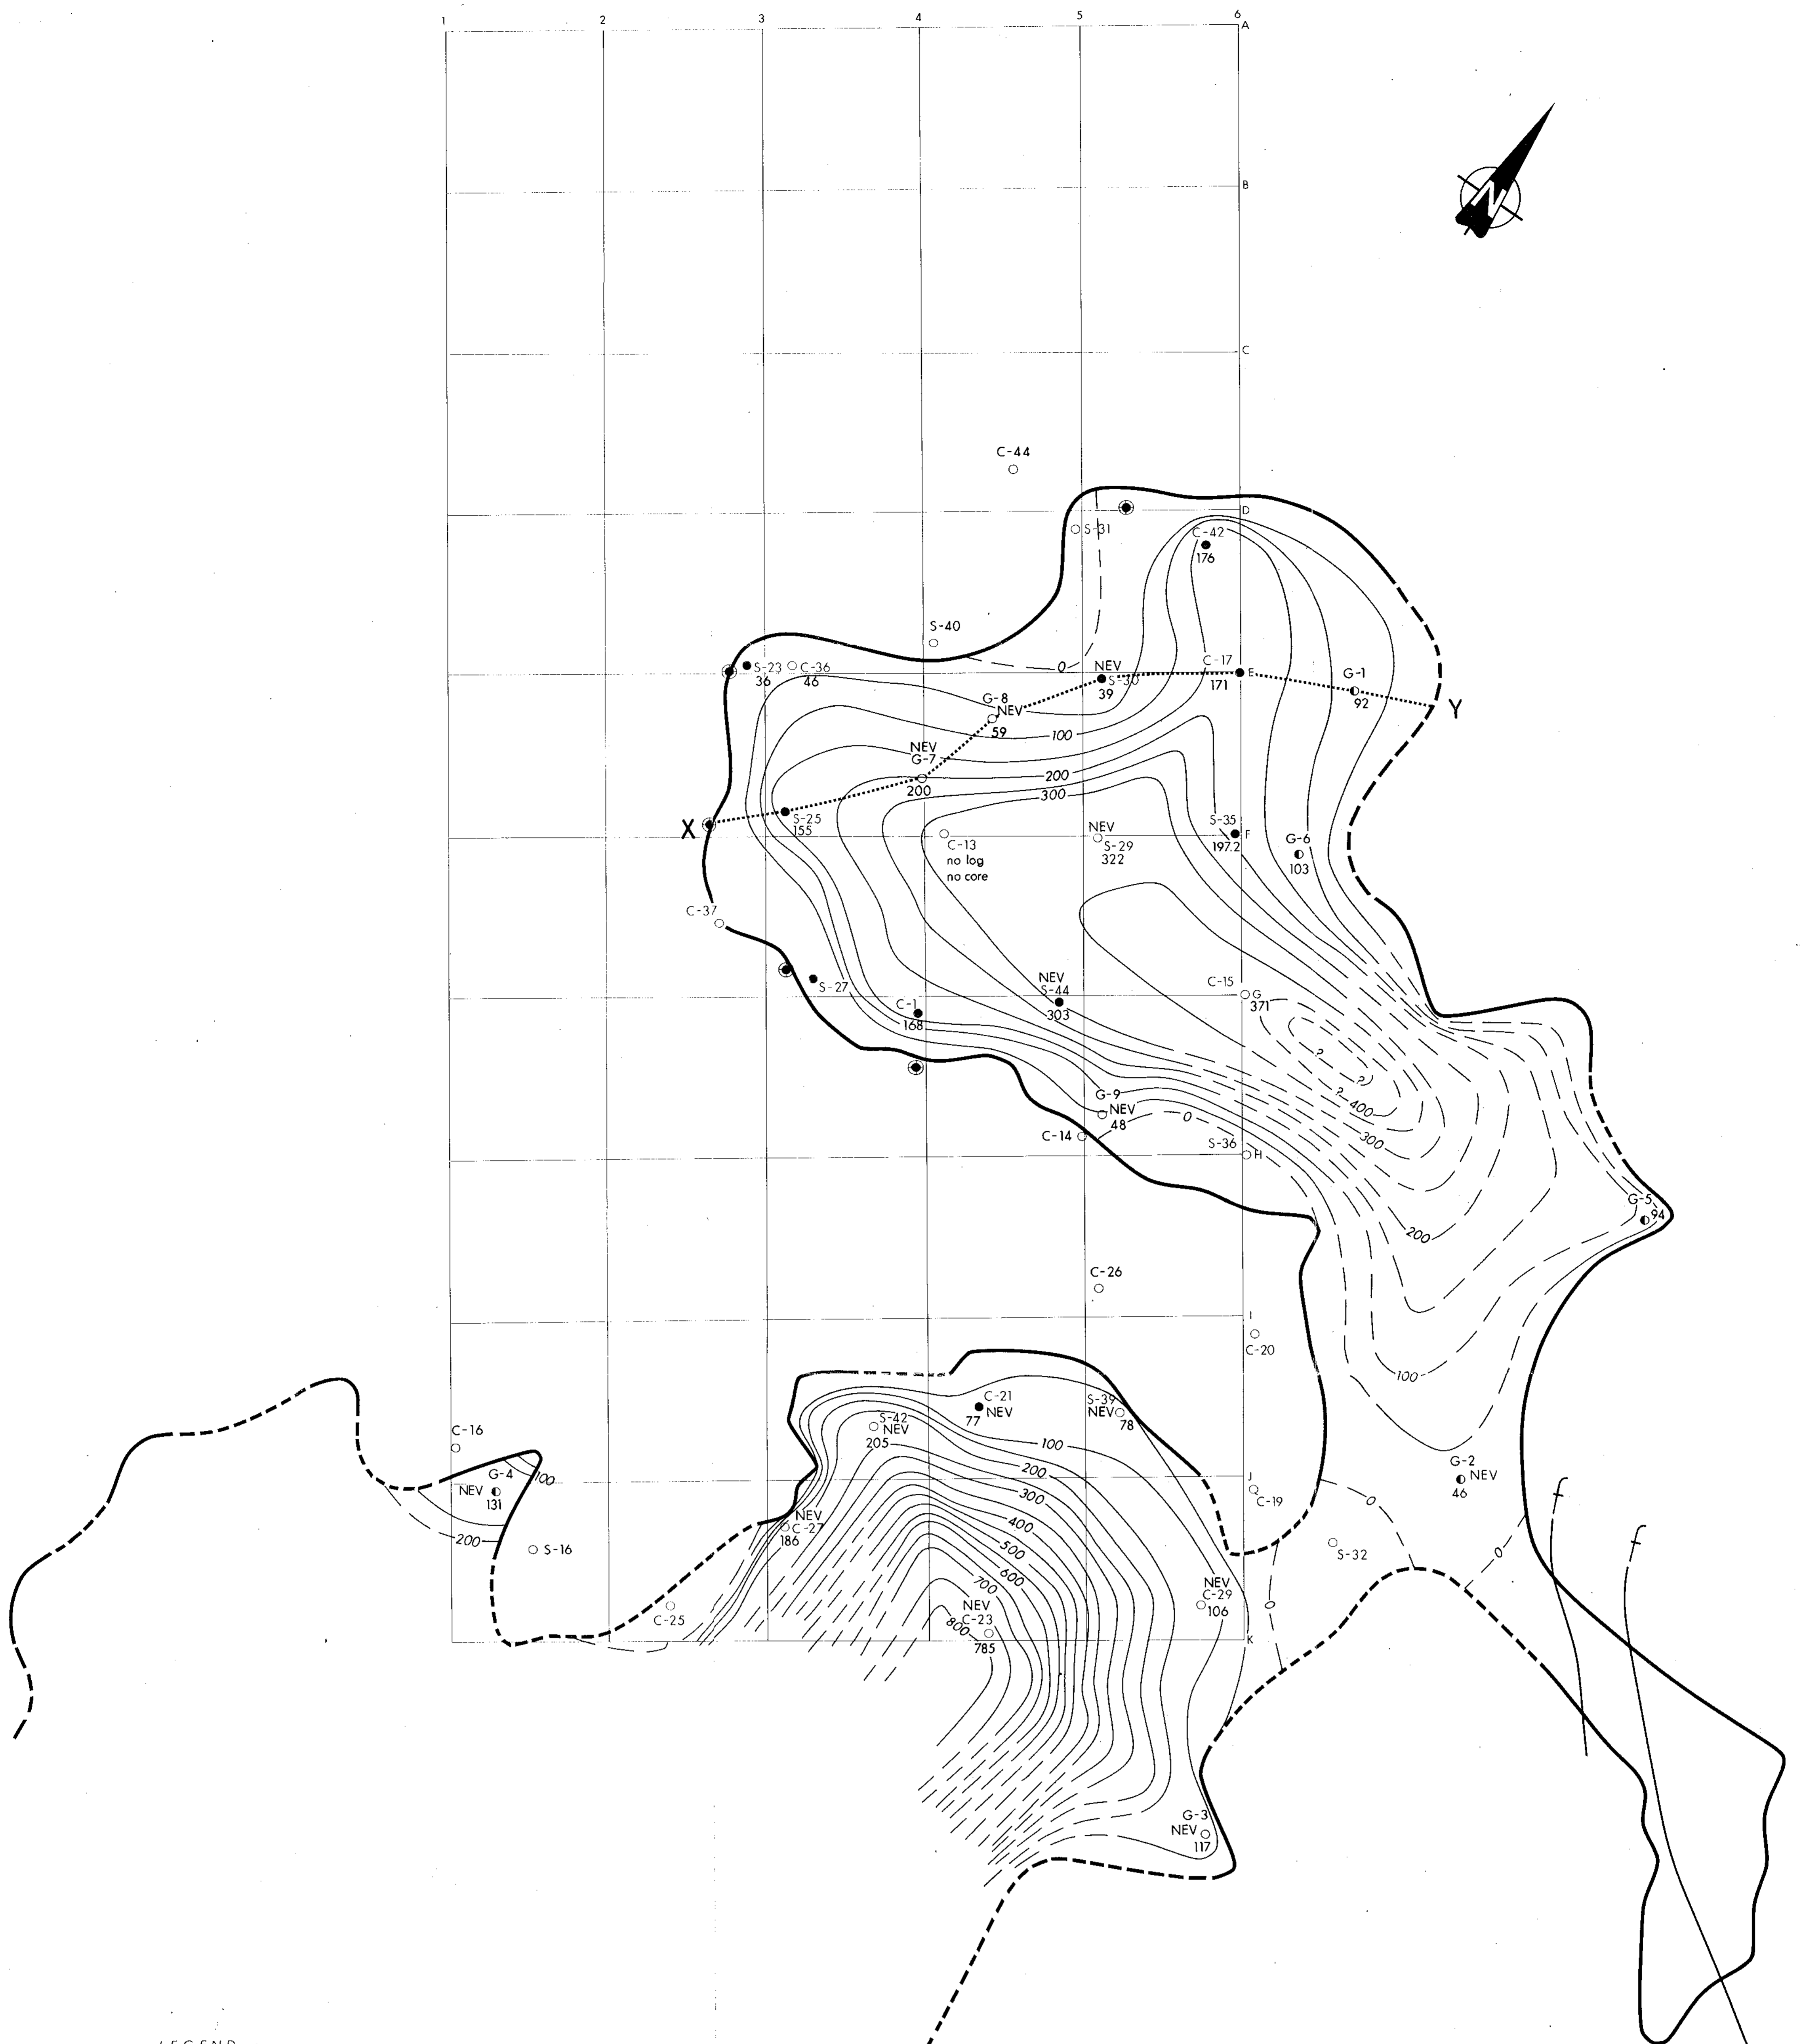 1 2 3 4 5 6
A
N
B
C
C-44
D
S-31
C-42
176
S-40
0
S-23
36
C-36
46
NEV
S-30
39
C-17
171
E
G-1
92
Y
G-8
NEV
59
100
NEV
G-7
200
200
300
X
S-25
155
C-13
no log
no core
NEV
S-29
322
S-35
197.2
F
G-6
103
C-37
S-27
C-1
168
NEV
S-44
303
C-15
G
371
?
?
?
400
300
G-9
NEV
48
0
C-14
S-36
H
G-5
94
200
C-26
I
C-20
100
C-16
G-4
NEV
131
100
200
S-16
C-21
77 NEV
S-39
NEV
78
S-42
NEV
205
100
200
300
400
500
600
700
800
J
C-19
G-2
NEV
46
0
f
f
NEV
C-27
186
S-32
0
C-25
NEV
C-23
785
NEV
C-29
106
0
K
G-3
NEV
117
LEGEND